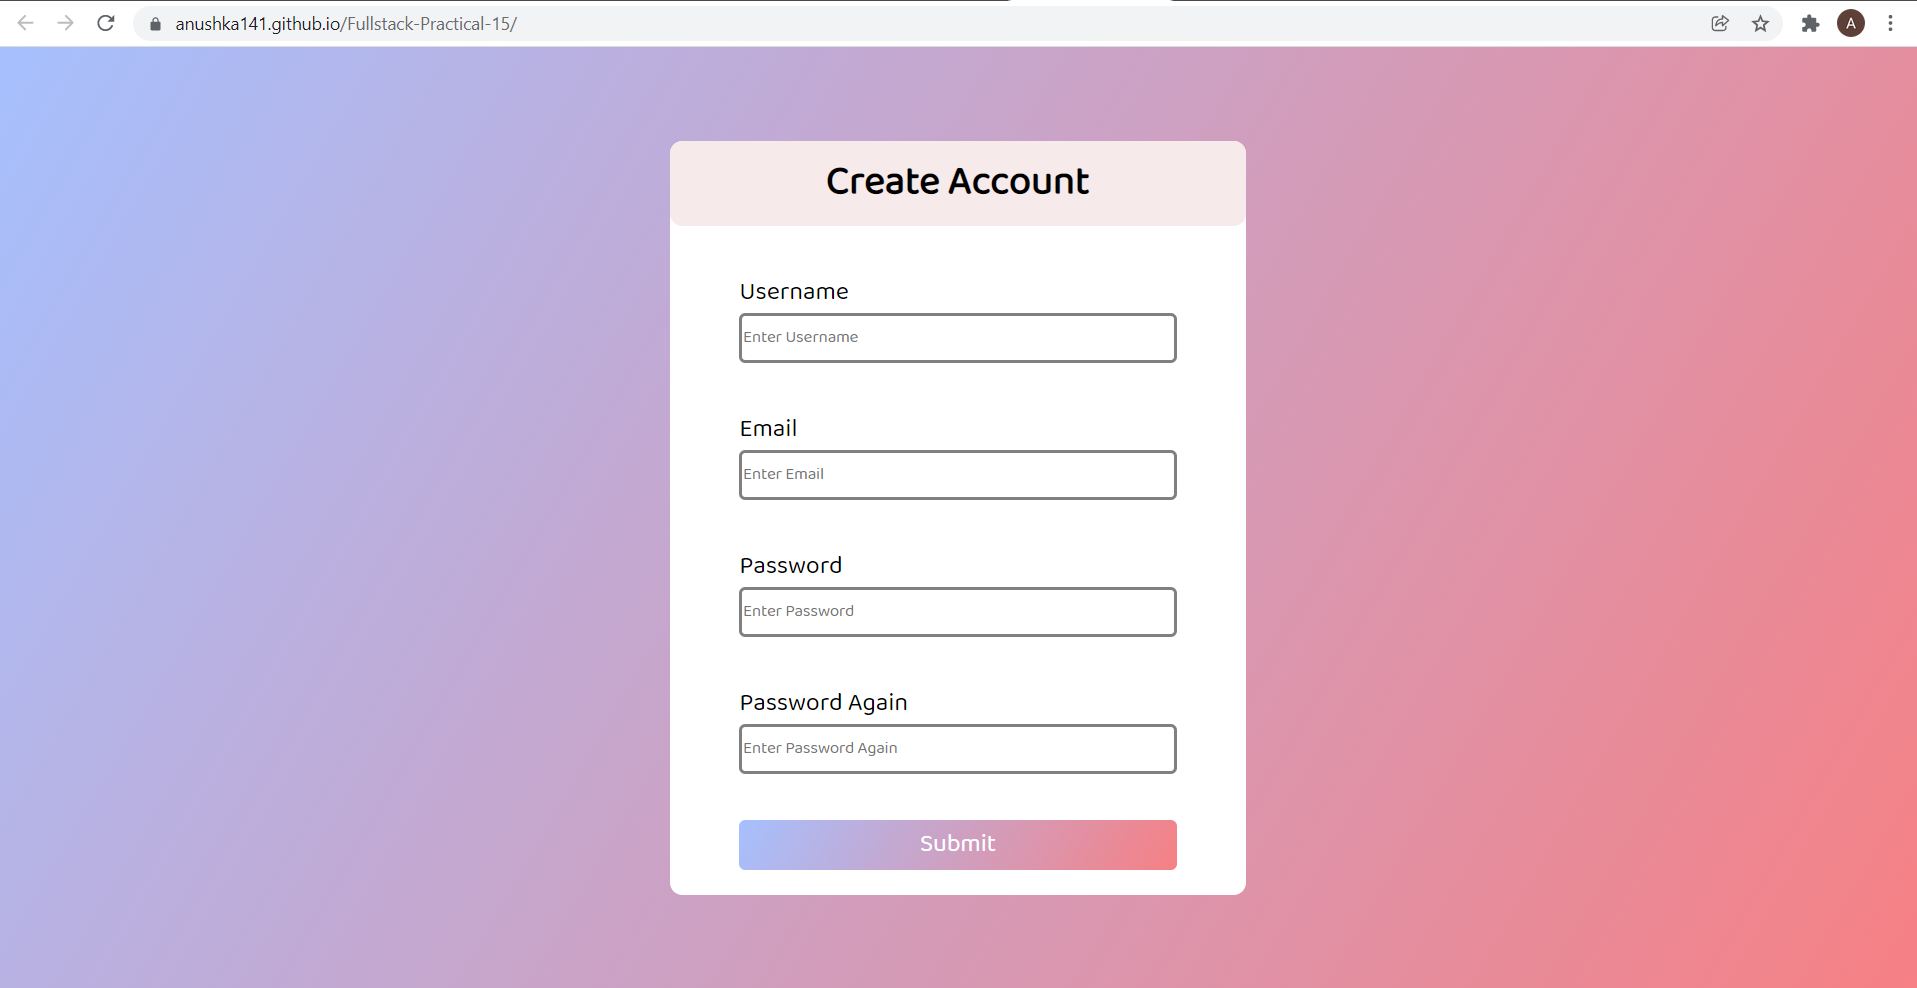 anushka141.github.io/Fullstack-Practical-15/
A
Create Account
Username
Enter Username
Email
Enter Email
Password
Enter Password
Password Again
Enter Password Again
Submit